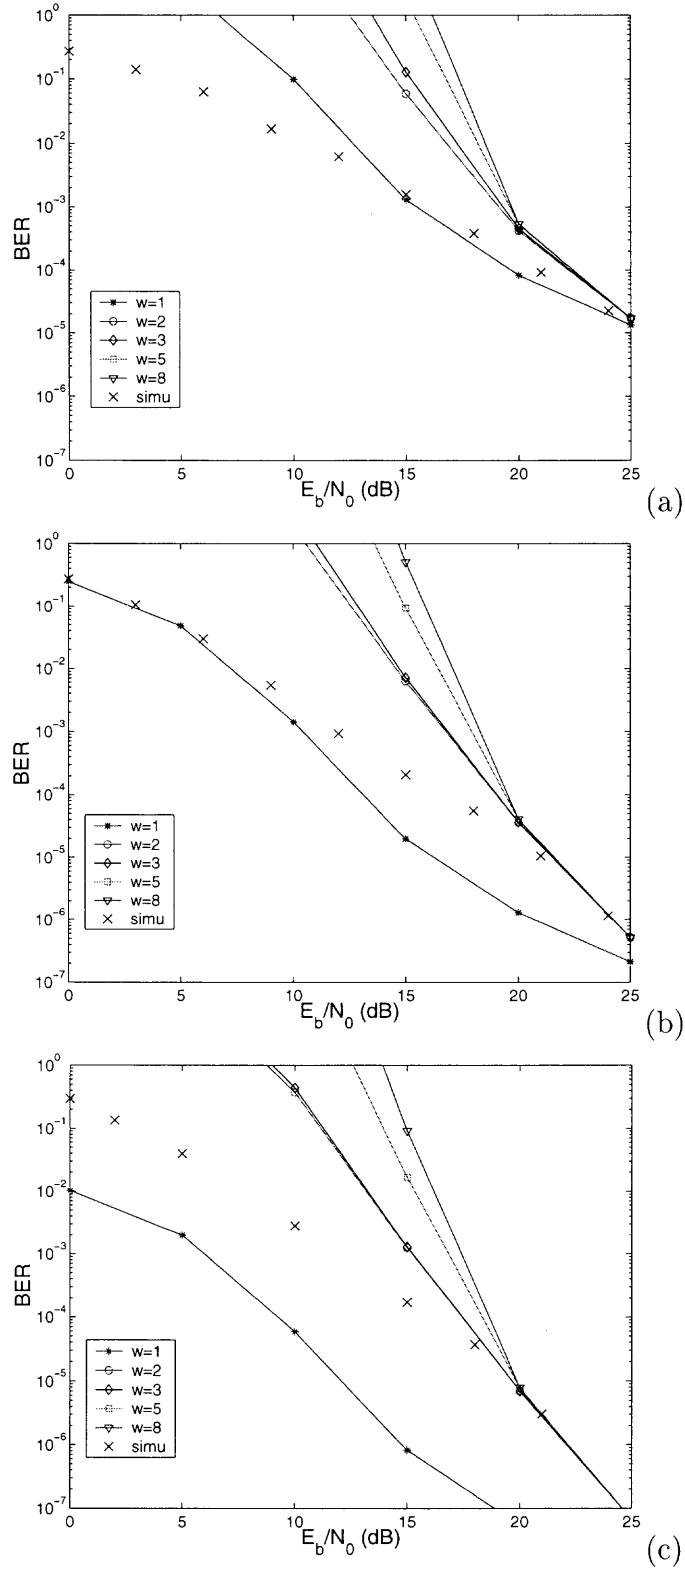 10^0
10^-1
10^-2
10^-3
10^-4
10^-5
10^-6
10^-7
BER
w=1
w=2
w=3
w=5
w=8
simu
0 5 10 15 20 25
E_b/N_0 (dB)
(a)
10^0
10^-1
10^-2
10^-3
10^-4
10^-5
10^-6
10^-7
BER
w=1
w=2
w=3
w=5
w=8
simu
0 5 10 15 20 25
E_b/N_0 (dB)
(b)
10^0
10^-1
10^-2
10^-3
10^-4
10^-5
10^-6
10^-7
BER
w=1
w=2
w=3
w=5
w=8
simu
0 5 10 15 20 25
E_b/N_0 (dB)
(c)